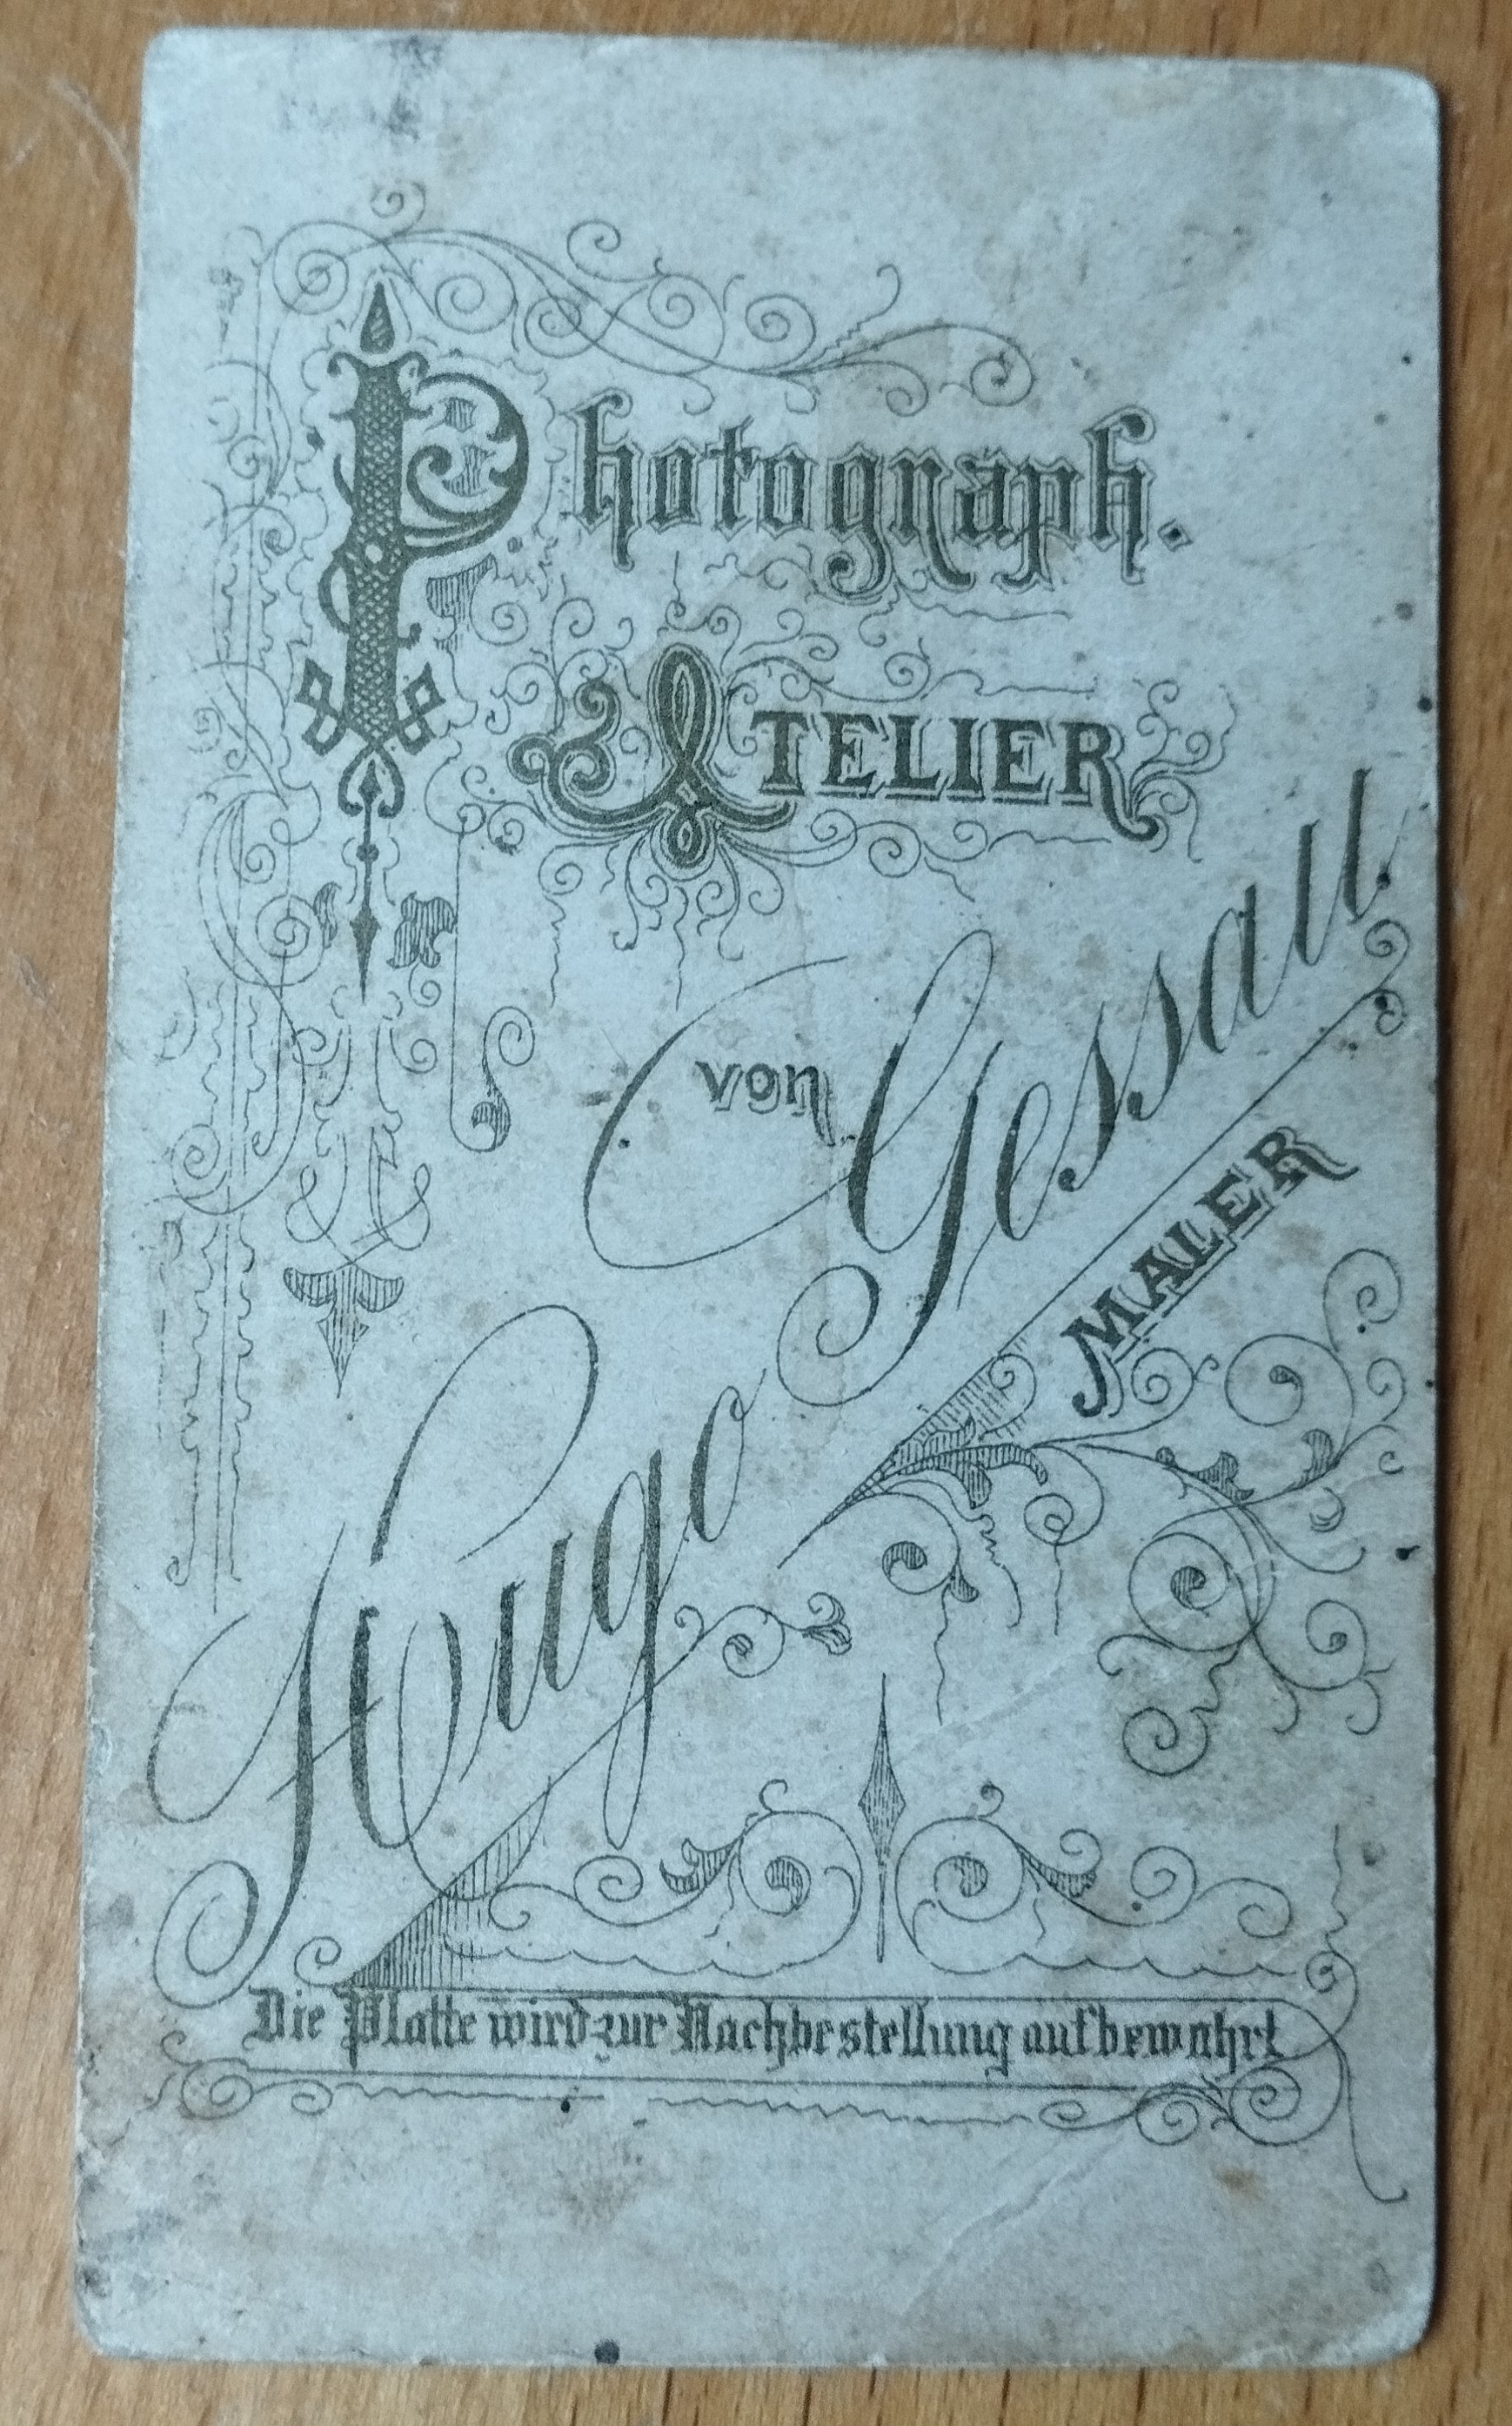 Photograph.
ATELIER
von
Hugo Gessau
MALER
Die Platte wird zur Nachbestellung aufbewahrt